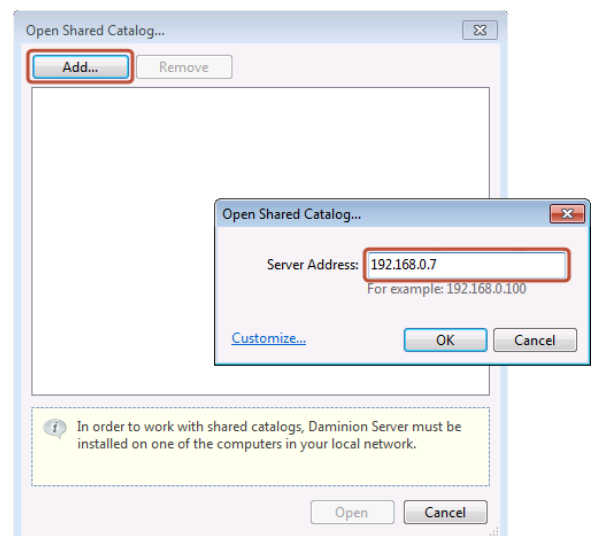 Open Shared Catalog...
Add... Remove
Open Shared Catalog...
Server Address: 192.168.0.7
For example: 192.168.0.100
Customize... OK Cancel
In order to work with shared catalogs, Daminion Server must be
installed on one of the computers in your local network.
Open Cancel